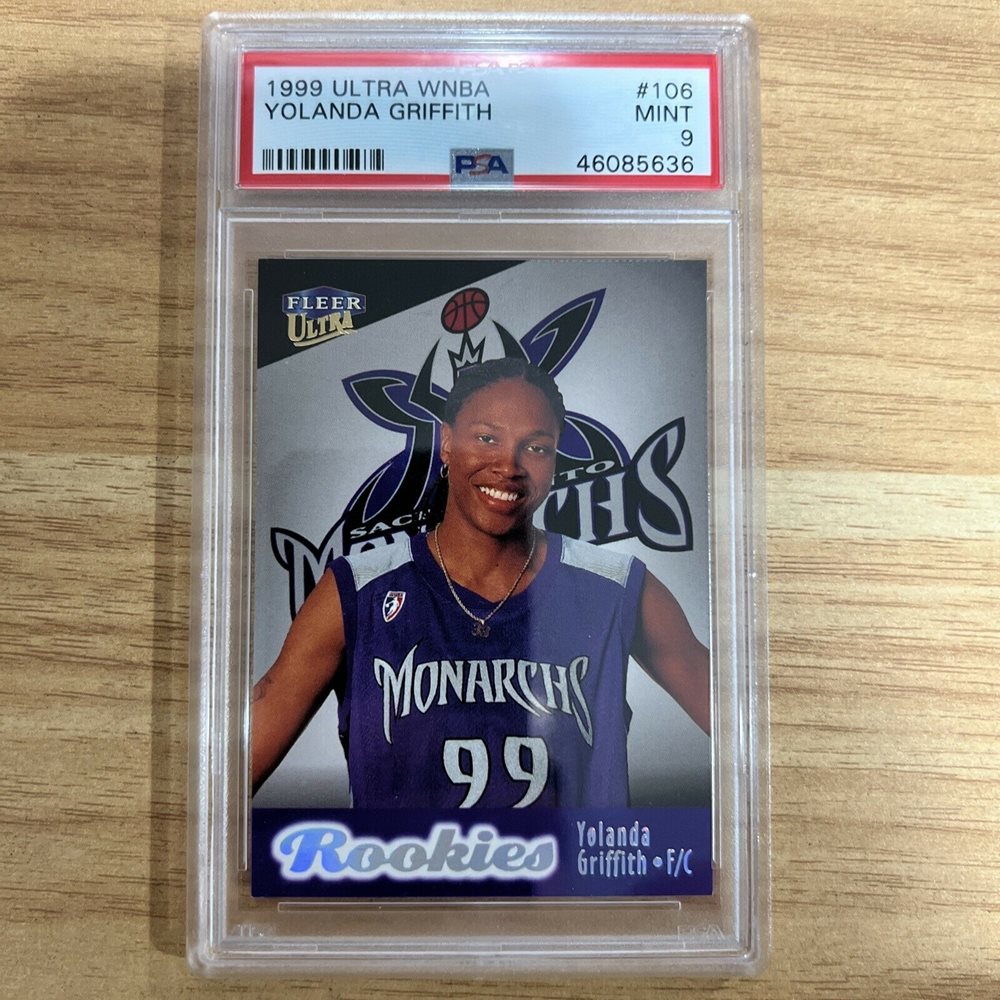 1999 ULTRA WNBA #106
YOLANDA GRIFFITH MINT
9
PSA 46085636
FLEER
ULTRA
MONARCHS
99
Rookies
Yolanda
Griffith • F/C